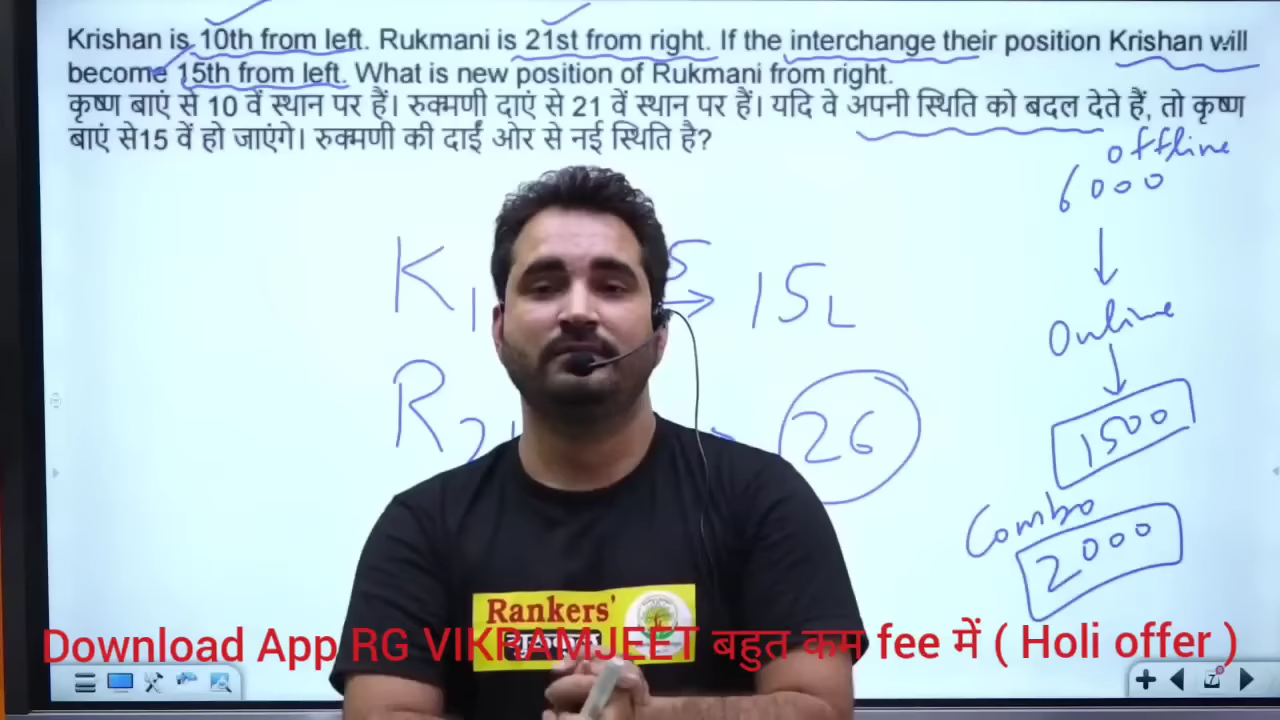 Krishan is 10th from left. Rukmani is 21st from right. If the interchange their position Krishan will
become 15th from left. What is new position of Rukmani from right.
कृष्ण बाएं से 10 वें स्थान पर हैं। रुक्मणी दाएं से 21 वें स्थान पर हैं। यदि वे अपनी स्थिति को बदल देते हैं, तो कृष्ण
बाएं से15 वें हो जाएंगे। रुक्मणी की दाईं ओर से नई स्थिति है?
offline
6000
K 1 5 → 15L
Online
R 2 26
1500
Combo
2000
Rankers'
Download App RG VIKRAMJEET बहुत कम fee में ( Holi offer )